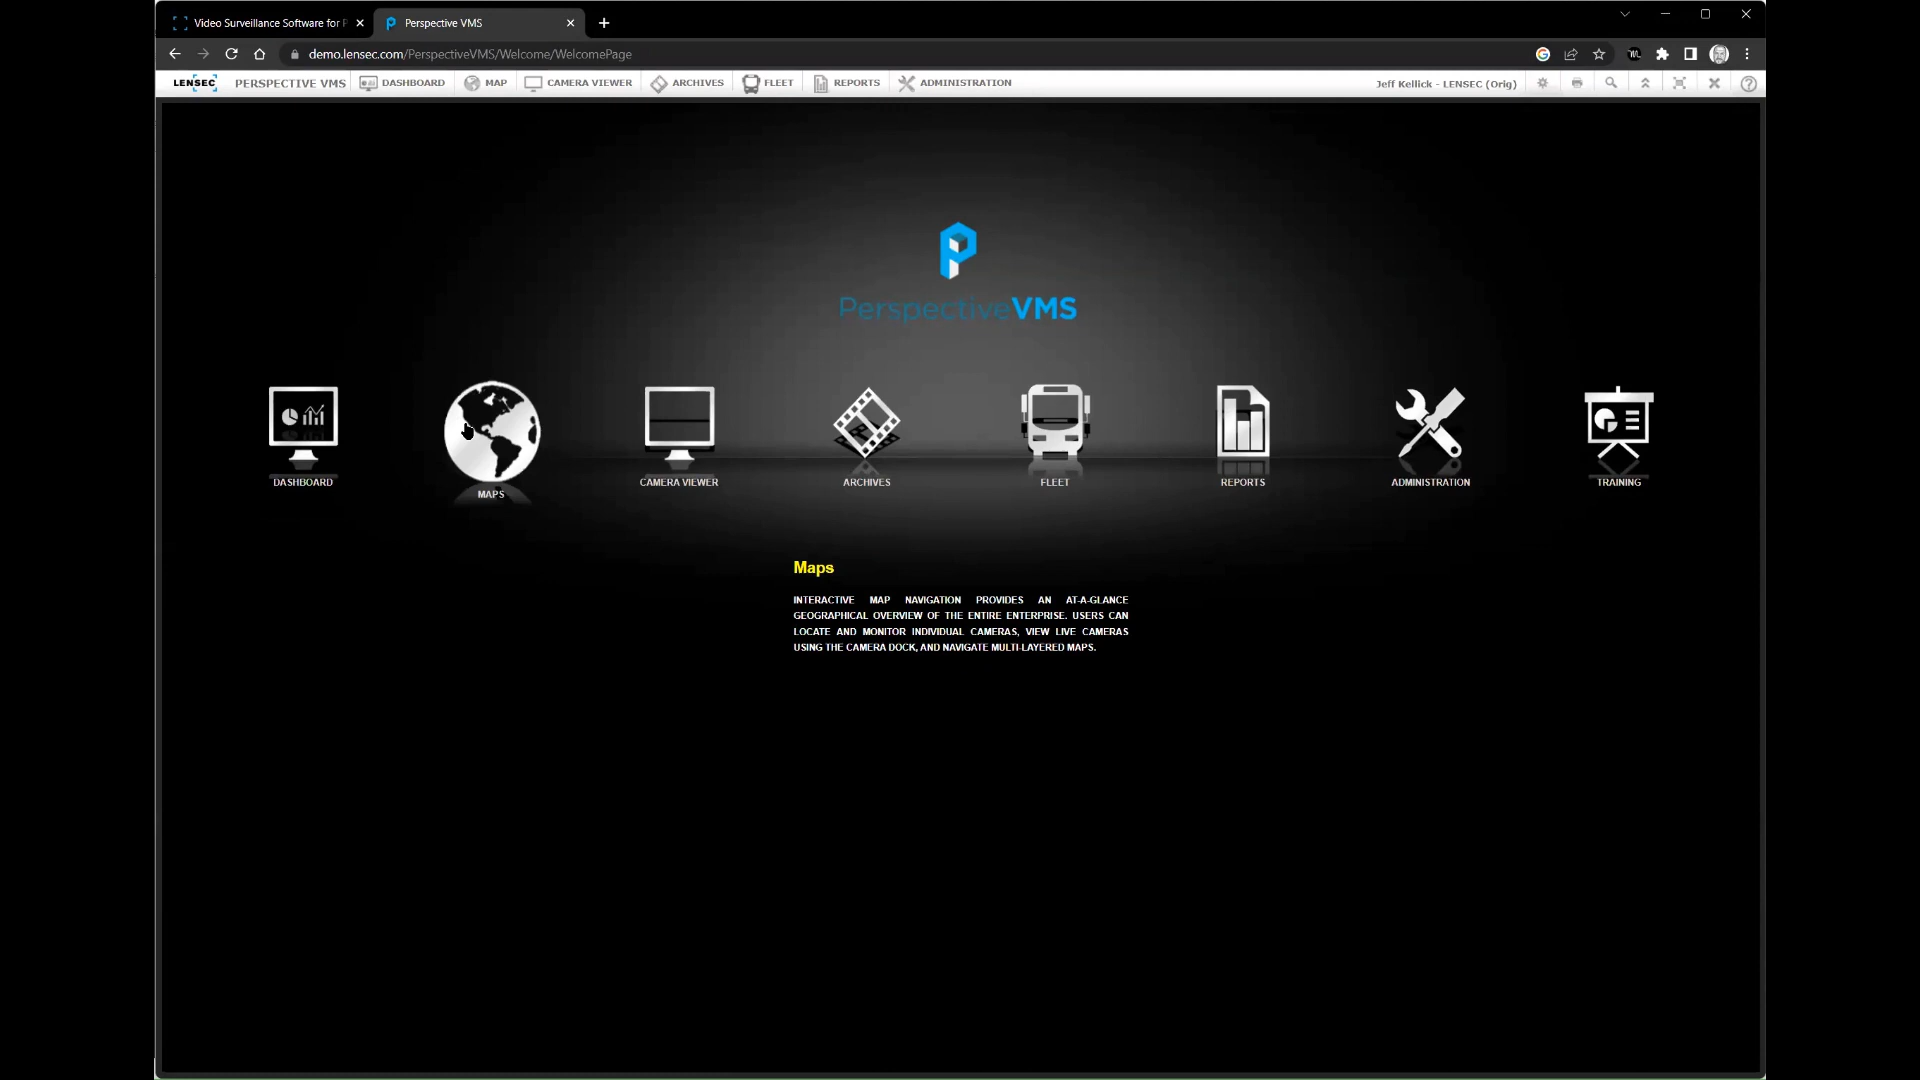 Video Surveillance Software for P
Perspective VMS
demo.lensec.com/PerspectiveVMS/Welcome/WelcomePage
LENSEC PERSPECTIVE VMS DASHBOARD MAP CAMERA VIEWER ARCHIVES FLEET REPORTS ADMINISTRATION Jeff Kellick - LENSEC (Orig)
PerspectiveVMS
DASHBOARD
MAPS
CAMERA VIEWER
ARCHIVES
FLEET
REPORTS
ADMINISTRATION
TRAINING
Maps
INTERACTIVE MAP NAVIGATION PROVIDES AN AT-A-GLANCE
GEOGRAPHICAL OVERVIEW OF THE ENTIRE ENTERPRISE. USERS CAN
LOCATE AND MONITOR INDIVIDUAL CAMERAS, VIEW LIVE CAMERAS
USING THE CAMERA DOCK, AND NAVIGATE MULTI-LAYERED MAPS.